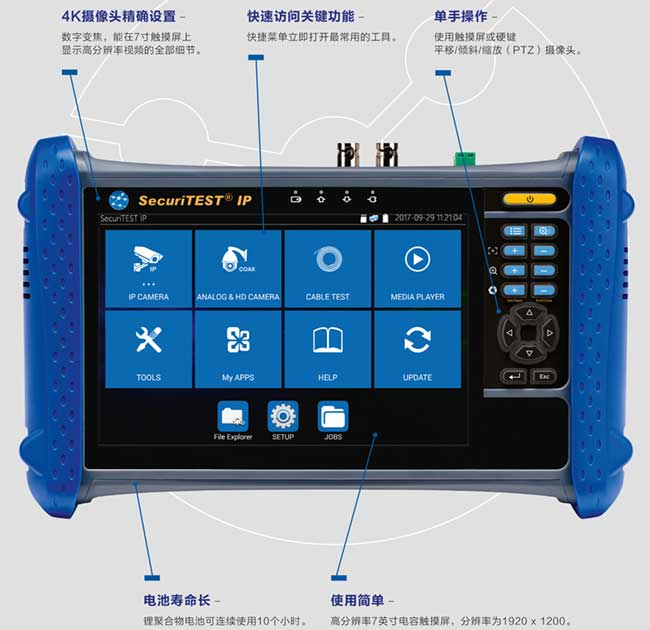 4K摄像头精确设置 –
数字变焦，能在7寸触摸屏上
显示高分辨率视频的全部细节。
快速访问关键功能 –
快捷菜单立即打开最常用的工具。
单手操作 –
使用触摸屏或硬键
平移/倾斜/缩放（PTZ）摄像头。
SecuriTEST® IP
SecuriTEST IP
2017-09-29 11:21:04
IP
COAX
IP CAMERA
ANALOG & HD CAMERA
CABLE TEST
MEDIA PLAYER
TOOLS
My APPS
HELP
UPDATE
File Explorer
SETUP
JOBS
Esc
电池寿命长 –
锂聚合物电池可连续使用10个小时。
使用简单 –
高分辨率7英寸电容触摸屏，分辨率为1920 x 1200。